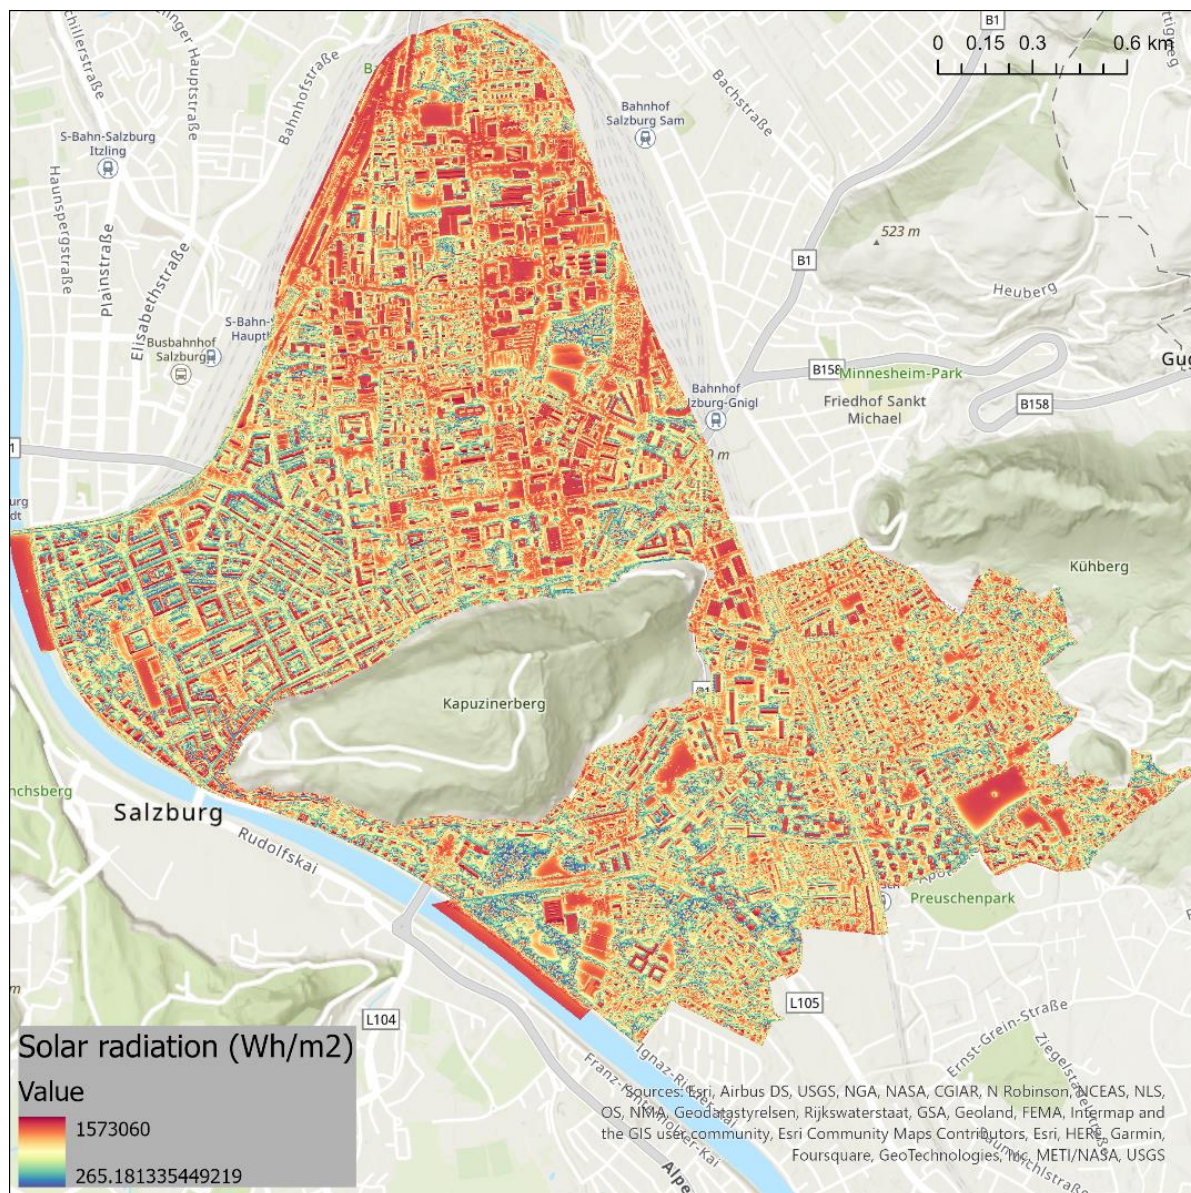 B1
0 0.15 0.3 0.6 km
Schillerstraße
Hauptstraße
Bahnhofstraße
Bachstraße
Bahnhof
Salzburg Sam
S-Bahn-Salzburg
Itzling
Haunspergstraße
Plainstraße
Elisabethstraße
523 m
B1
Heuberg
S-Bahn-
Busbahnhof
Salzburg
B158
Minnesheim-Park
Bahnhof
Friedhof Sankt
Michael
B158
Kühberg
Kapuzinerberg
Salzburg
Rudolfskai
Preuschenpark
L104
L105
Ernst-Grein-Straße
Ziegelstadelstraße
Solar radiation (Wh/m2)
Value
1573060
265.181335449219
Sources: Esri, Airbus DS, USGS, NGA, NASA, CGIAR, N Robinson, NCEAS, NLS,
OS, NMA, Geodatastyrelsen, Rijkswaterstaat, GSA, Geoland, FEMA, Intermap and
the GIS user community, Esri Community Maps Contributors, Esri, HERE, Garmin,
Foursquare, GeoTechnologies, Inc, METI/NASA, USGS